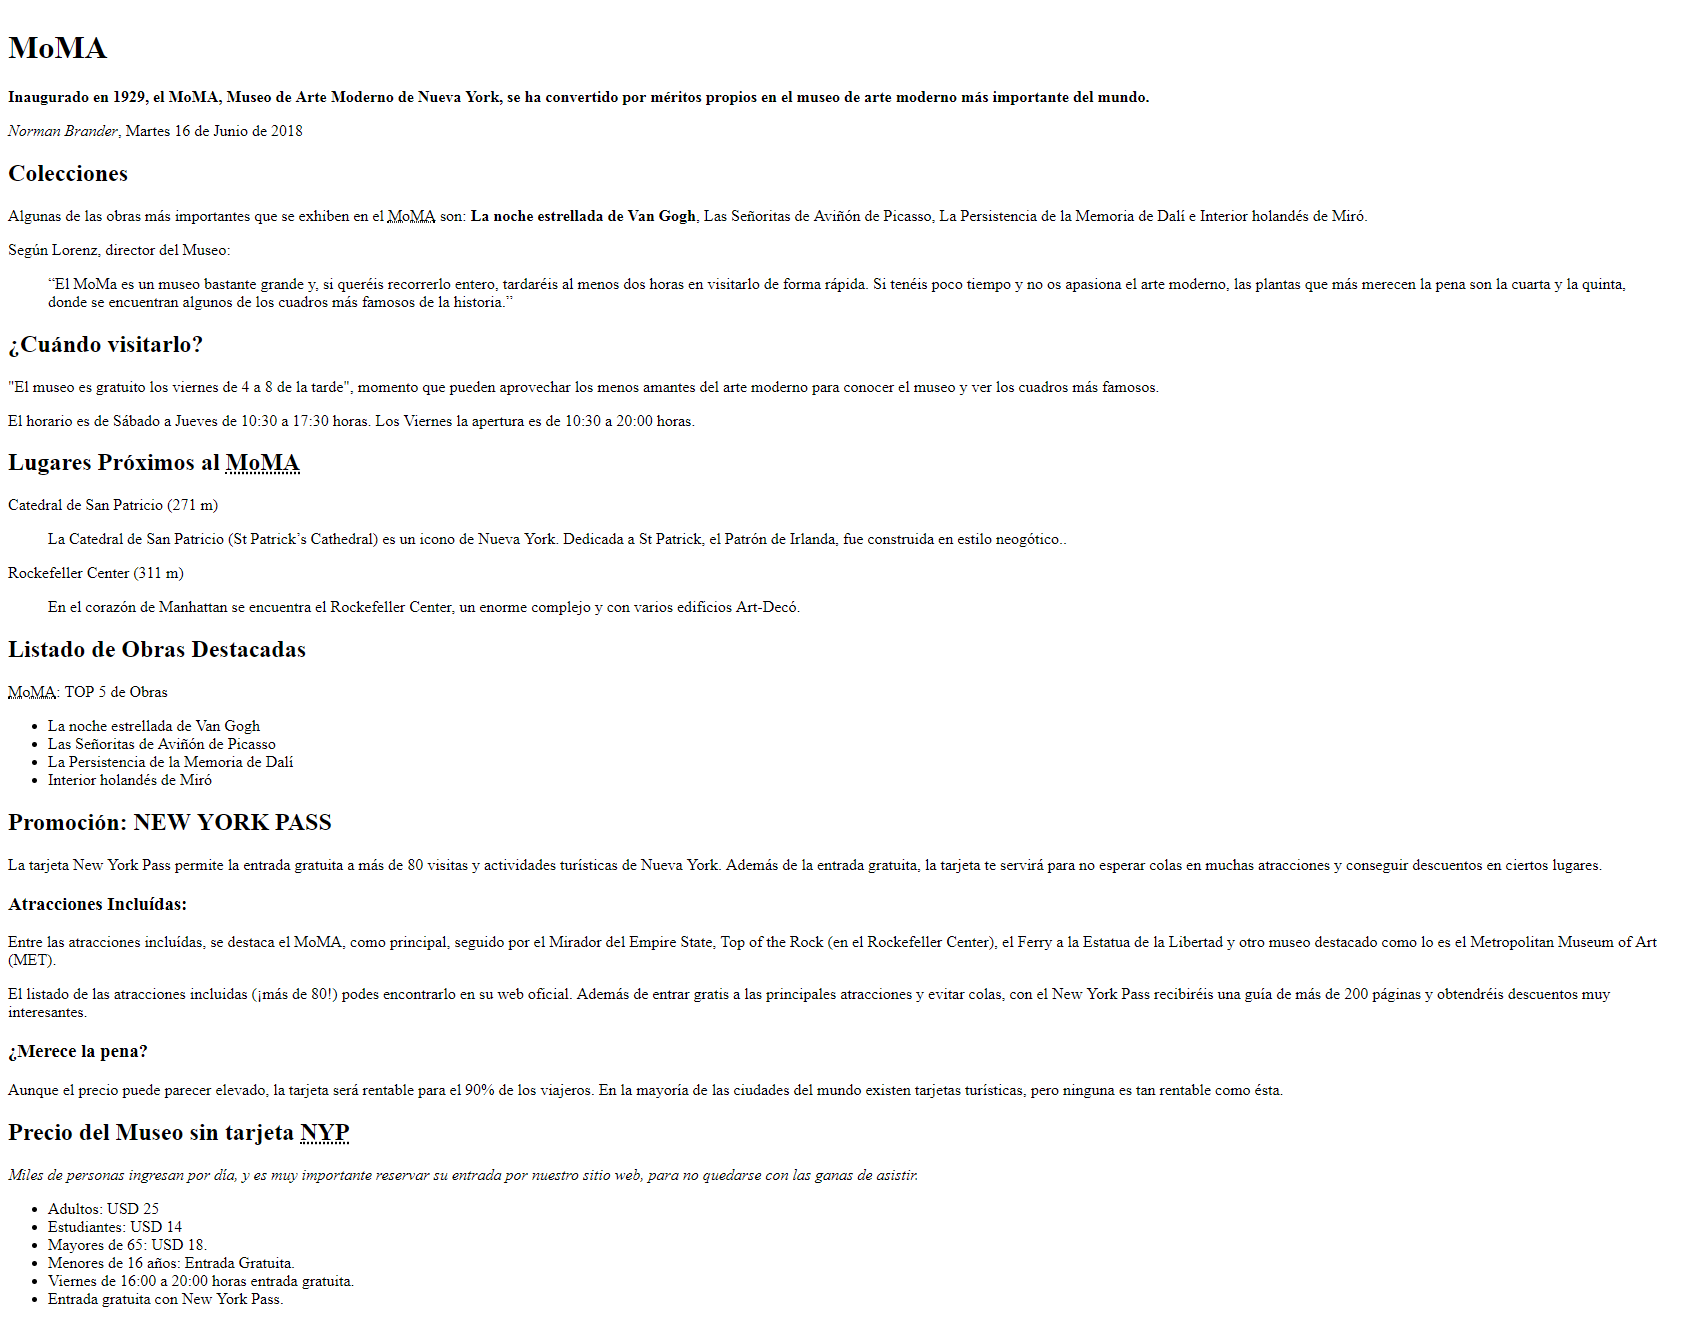 MoMA
Inaugurado en 1929, el MoMA, Museo de Arte Moderno de Nueva York, se ha convertido por méritos propios en el museo de arte moderno más importante del mundo.
Norman Brander, Martes 16 de Junio de 2018
Colecciones
Algunas de las obras más importantes que se exhiben en el MoMA son: La noche estrellada de Van Gogh, Las Señoritas de Aviñón de Picasso, La Persistencia de la Memoria de Dalí e Interior holandés de Miró.
Según Lorenz, director del Museo:
“El MoMa es un museo bastante grande y, si queréis recorrerlo entero, tardaréis al menos dos horas en visitarlo de forma rápida. Si tenéis poco tiempo y no os apasiona el arte moderno, las plantas que más merecen la pena son la cuarta y la quinta,
donde se encuentran algunos de los cuadros más famosos de la historia.”
¿Cuándo visitarlo?
"El museo es gratuito los viernes de 4 a 8 de la tarde", momento que pueden aprovechar los menos amantes del arte moderno para conocer el museo y ver los cuadros más famosos.
El horario es de Sábado a Jueves de 10:30 a 17:30 horas. Los Viernes la apertura es de 10:30 a 20:00 horas.
Lugares Próximos al MoMA
Catedral de San Patricio (271 m)
La Catedral de San Patricio (St Patrick’s Cathedral) es un icono de Nueva York. Dedicada a St Patrick, el Patrón de Irlanda, fue construida en estilo neogótico..
Rockefeller Center (311 m)
En el corazón de Manhattan se encuentra el Rockefeller Center, un enorme complejo y con varios edificios Art-Decó.
Listado de Obras Destacadas
MoMA: TOP 5 de Obras
• La noche estrellada de Van Gogh
• Las Señoritas de Aviñón de Picasso
• La Persistencia de la Memoria de Dalí
• Interior holandés de Miró
Promoción: NEW YORK PASS
La tarjeta New York Pass permite la entrada gratuita a más de 80 visitas y actividades turísticas de Nueva York. Además de la entrada gratuita, la tarjeta te servirá para no esperar colas en muchas atracciones y conseguir descuentos en ciertos lugares.
Atracciones Incluídas:
Entre las atracciones incluídas, se destaca el MoMA, como principal, seguido por el Mirador del Empire State, Top of the Rock (en el Rockefeller Center), el Ferry a la Estatua de la Libertad y otro museo destacado como lo es el Metropolitan Museum of Art
(MET).
El listado de las atracciones incluidas (¡más de 80!) podes encontrarlo en su web oficial. Además de entrar gratis a las principales atracciones y evitar colas, con el New York Pass recibiréis una guía de más de 200 páginas y obtendréis descuentos muy
interesantes.
¿Merece la pena?
Aunque el precio puede parecer elevado, la tarjeta será rentable para el 90% de los viajeros. En la mayoría de las ciudades del mundo existen tarjetas turísticas, pero ninguna es tan rentable como ésta.
Precio del Museo sin tarjeta NYP
Miles de personas ingresan por día, y es muy importante reservar su entrada por nuestro sitio web, para no quedarse con las ganas de asistir.
• Adultos: USD 25
• Estudiantes: USD 14
• Mayores de 65: USD 18.
• Menores de 16 años: Entrada Gratuita.
• Viernes de 16:00 a 20:00 horas entrada gratuita.
• Entrada gratuita con New York Pass.